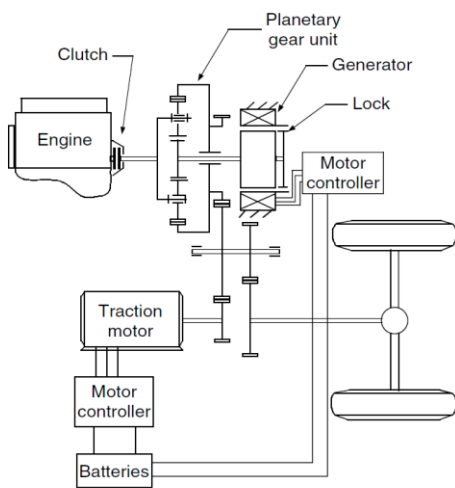 Planetary
gear unit
Clutch
Generator
Lock
Engine
Motor
controller
Traction
motor
Motor
controller
Batteries